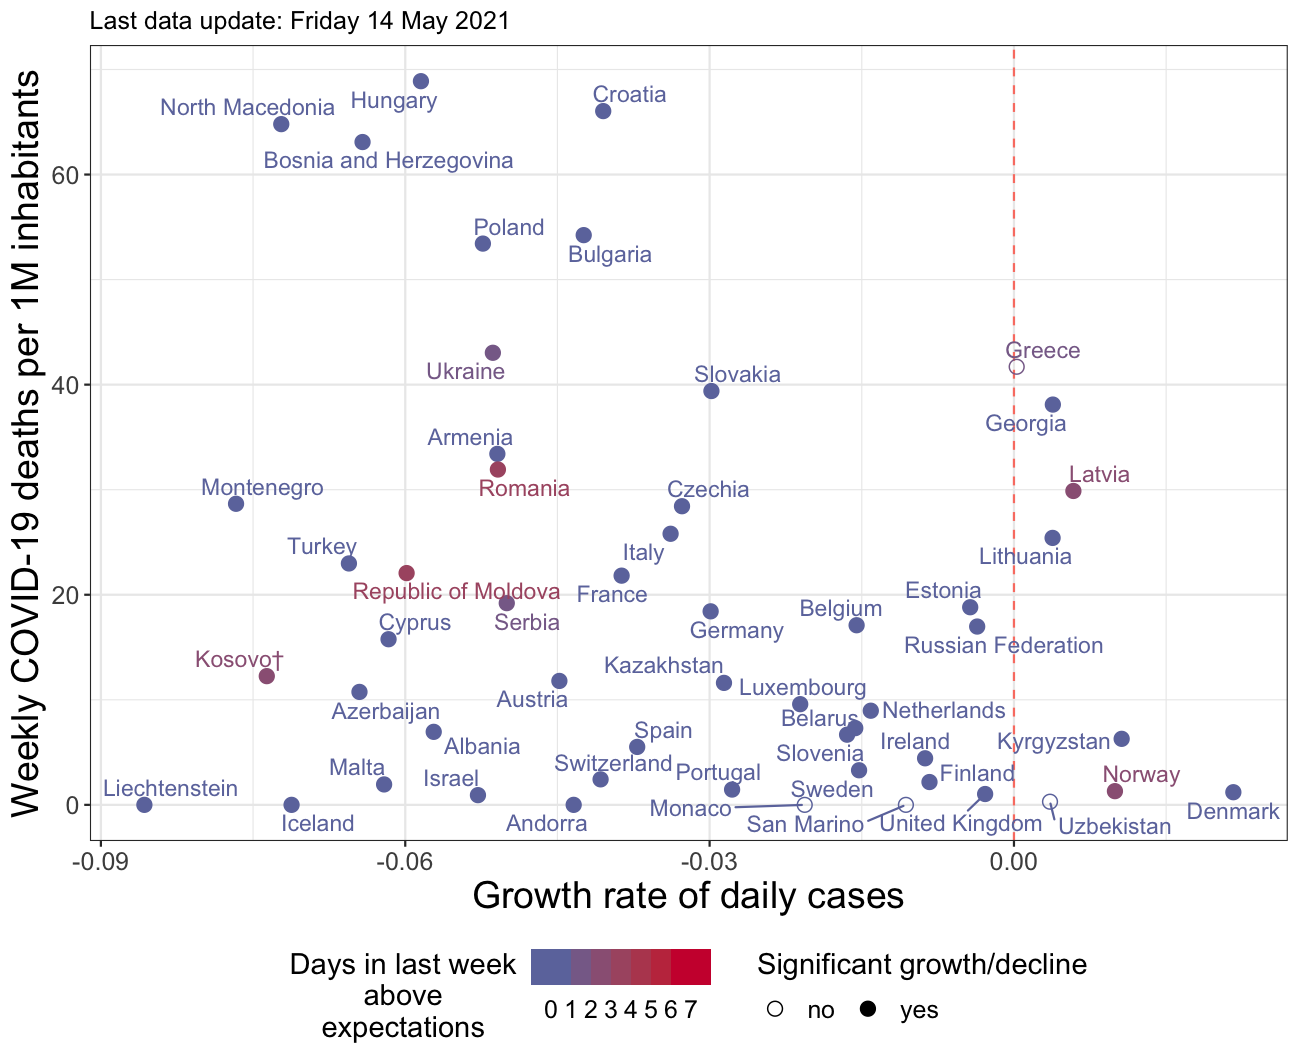 Last data update: Friday 14 May 2021
Weekly COVID-19 deaths per 1M inhabitants
60
40
20
0
Hungary
Croatia
North Macedonia
Bosnia and Herzegovina
Poland
Bulgaria
Ukraine
Greece
Slovakia
Georgia
Armenia
Romania
Latvia
Montenegro
Czechia
Turkey
Italy
Lithuania
Republic of Moldova
France
Estonia
Serbia
Cyprus
Germany
Belgium
Russian Federation
Kosovo†
Kazakhstan
Azerbaijan
Austria
Luxembourg
Belarus
Netherlands
Albania
Spain
Slovenia
Ireland
Kyrgyzstan
Malta
Israel
Switzerland
Portugal
Sweden
Finland
Norway
Liechtenstein
Iceland
Andorra
Monaco
San Marino
United Kingdom
Uzbekistan
Denmark
-0.09
-0.06
-0.03
0.00
Growth rate of daily cases
Days in last week
above
expectations
0 1 2 3 4 5 6 7
Significant growth/decline
no
yes